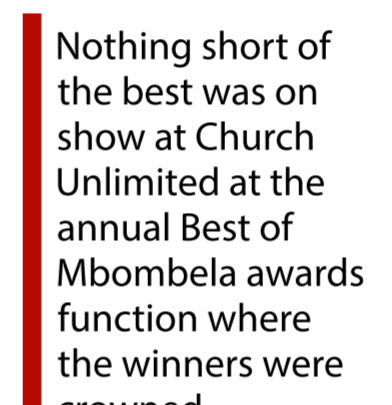 Nothing short of
the best was on
show at Church
Unlimited at the
annual Best of
Mbombela awards
function where
the winners were
crowned